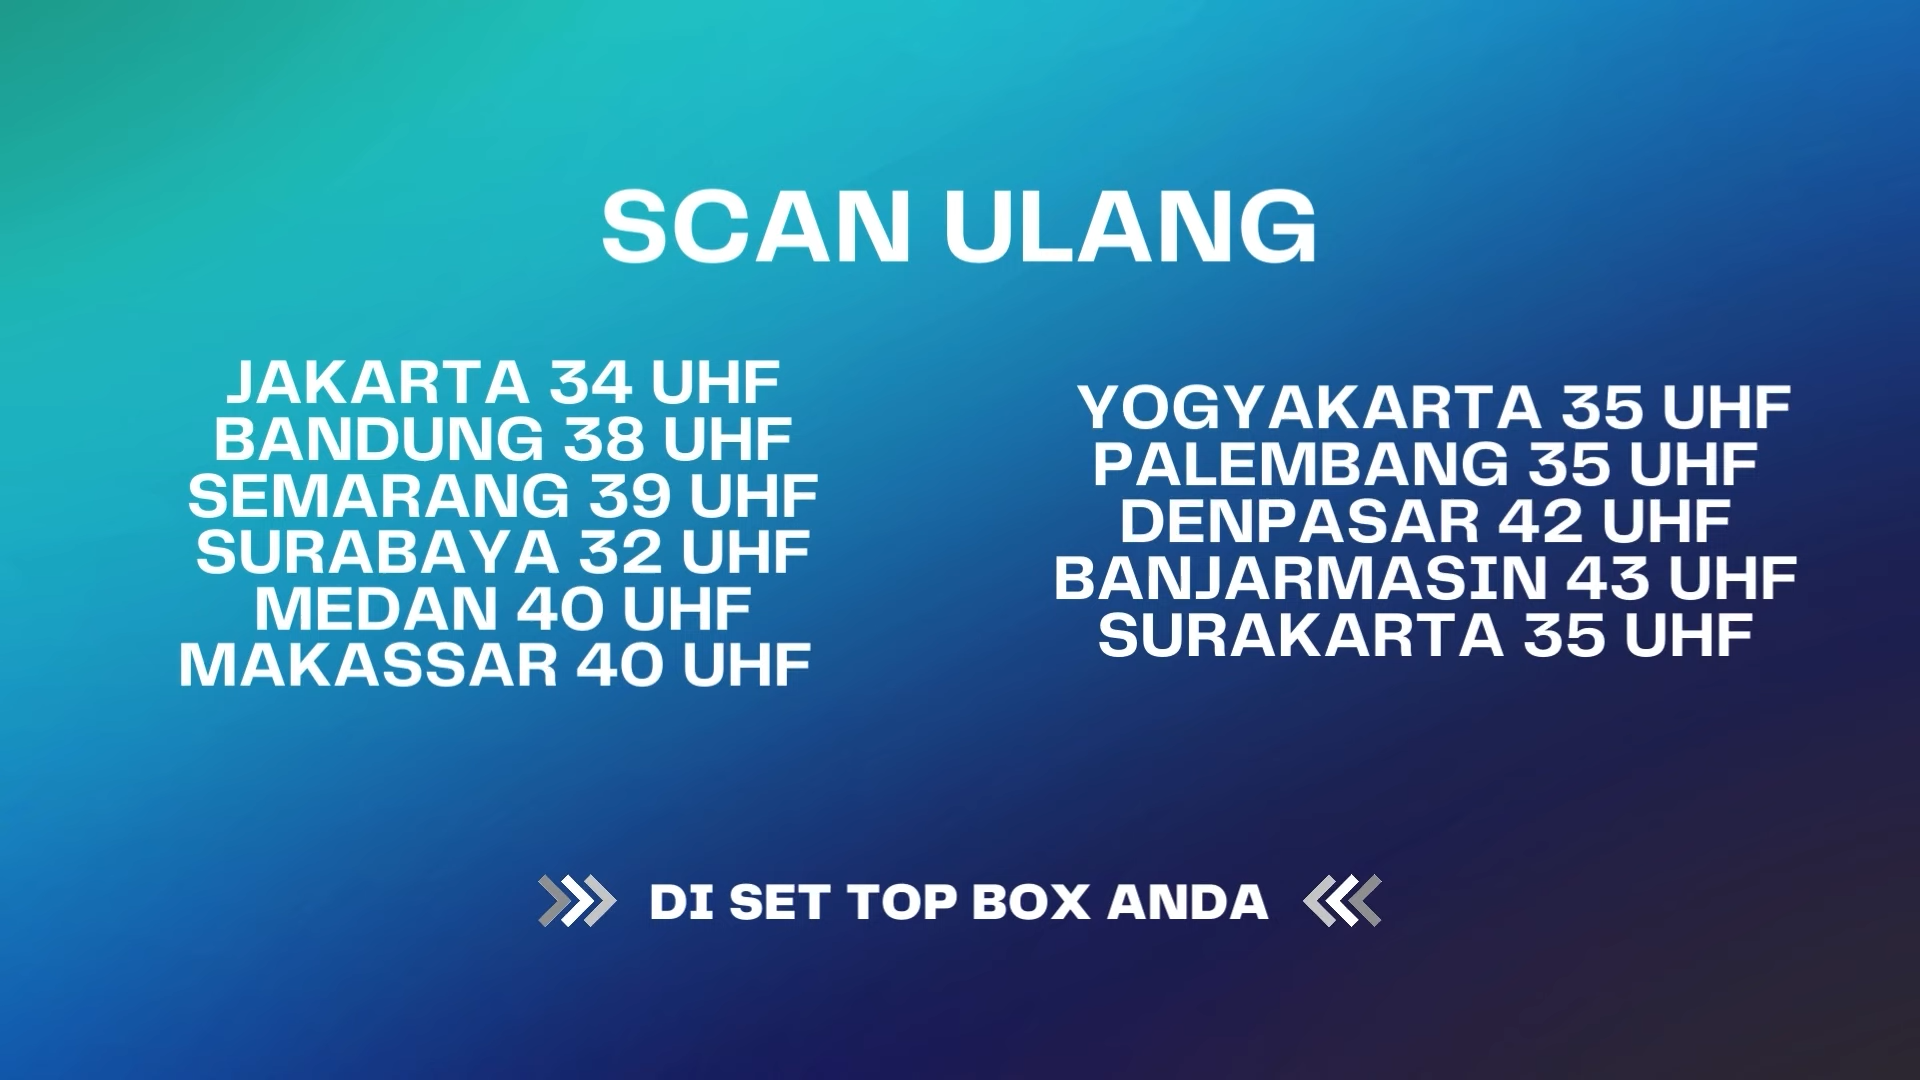 SCAN ULANG
JAKARTA 34 UHF
BANDUNG 38 UHF
SEMARANG 39 UHF
SURABAYA 32 UHF
MEDAN 40 UHF
MAKASSAR 40 UHF
YOGYAKARTA 35 UHF
PALEMBANG 35 UHF
DENPASAR 42 UHF
BANJARMASIN 43 UHF
SURAKARTA 35 UHF
DI SET TOP BOX ANDA